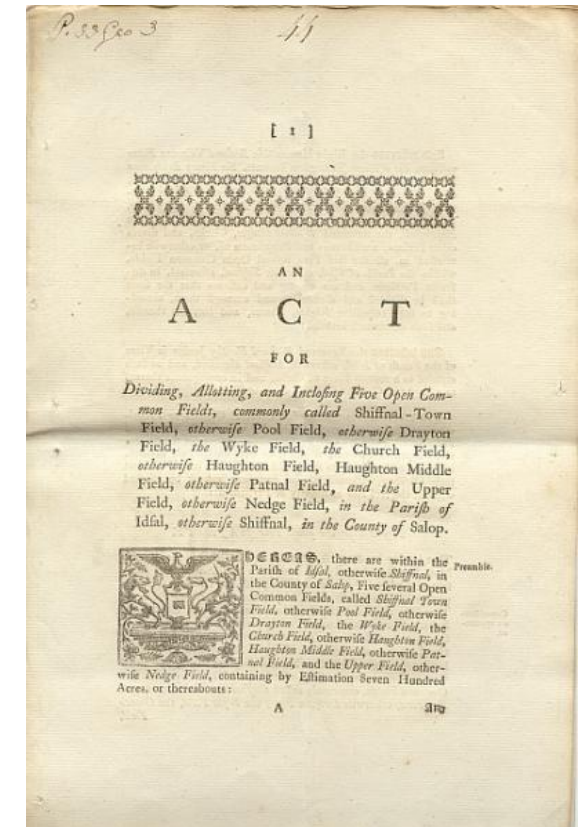 P. 33 Geo 3
41
[ 1 ]
AN
A C T
FOR
Dividing, Allotting, and Inclosing Five Open Com-
mon Fields, commonly called Shiffnal-Town
Field, otherwise Pool Field, otherwise Drayton
Field, the Wyke Field, the Church Field,
otherwise Haughton Field, Haughton Middle
Field, otherwise Patnal Field, and the Upper
Field, otherwise Nedge Field, in the Parish of
Idsal, otherwise Shiffnal, in the County of Salop.
WHEREAS, there are within the
Parish of Idsal, otherwise Shiffnal, in
the County of Salop, Five several Open
Common Fields, called Shiffnal Town
Field, otherwise Pool Field, otherwise
Drayton Field, the Wyke Field, the
Church Field, otherwise Haughton Field,
Haughton Middle Field, otherwise Pat-
nal Field, and the Upper Field, other-
wise Nedge Field, containing by Estimation Seven Hundred
Acres, or thereabouts:
Preamble.
A
And